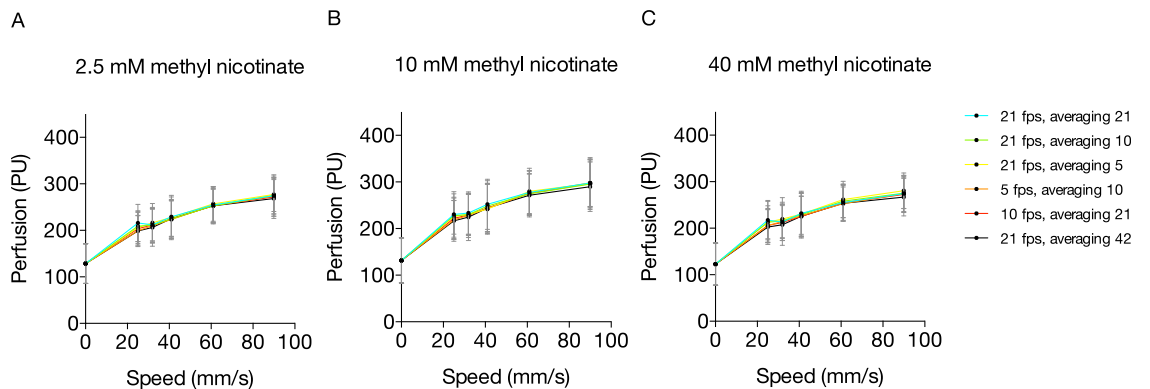 A
B
C
2.5 mM methyl nicotinate
10 mM methyl nicotinate
40 mM methyl nicotinate
Perfusion (PU)
400
300
200
100
0
0 20 40 60 80 100
Speed (mm/s)
Perfusion (PU)
400
300
200
100
0
0 20 40 60 80 100
Speed (mm/s)
Perfusion (PU)
400
300
200
100
0
0 20 40 60 80 100
Speed (mm/s)
21 fps, averaging 21
21 fps, averaging 10
21 fps, averaging 5
5 fps, averaging 10
10 fps, averaging 21
21 fps, averaging 42